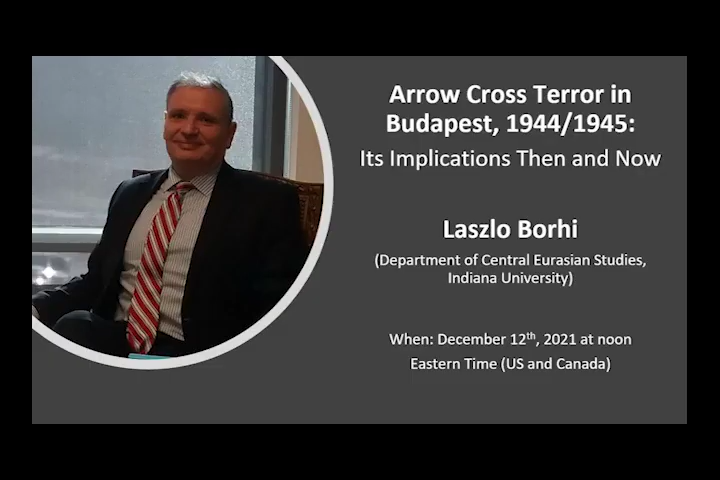 Arrow Cross Terror in
Budapest, 1944/1945:
Its Implications Then and Now
Laszlo Borhi
(Department of Central Eurasian Studies,
Indiana University)
When: December 12th, 2021 at noon
Eastern Time (US and Canada)